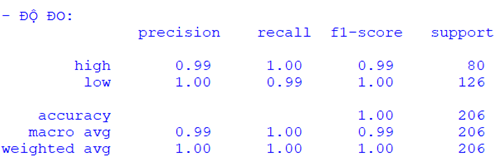 - ĐỘ ĐO:
precision recall f1-score support
high 0.99 1.00 0.99 80
low 1.00 0.99 1.00 126
accuracy 1.00 206
macro avg 0.99 1.00 0.99 206
weighted avg 1.00 1.00 1.00 206